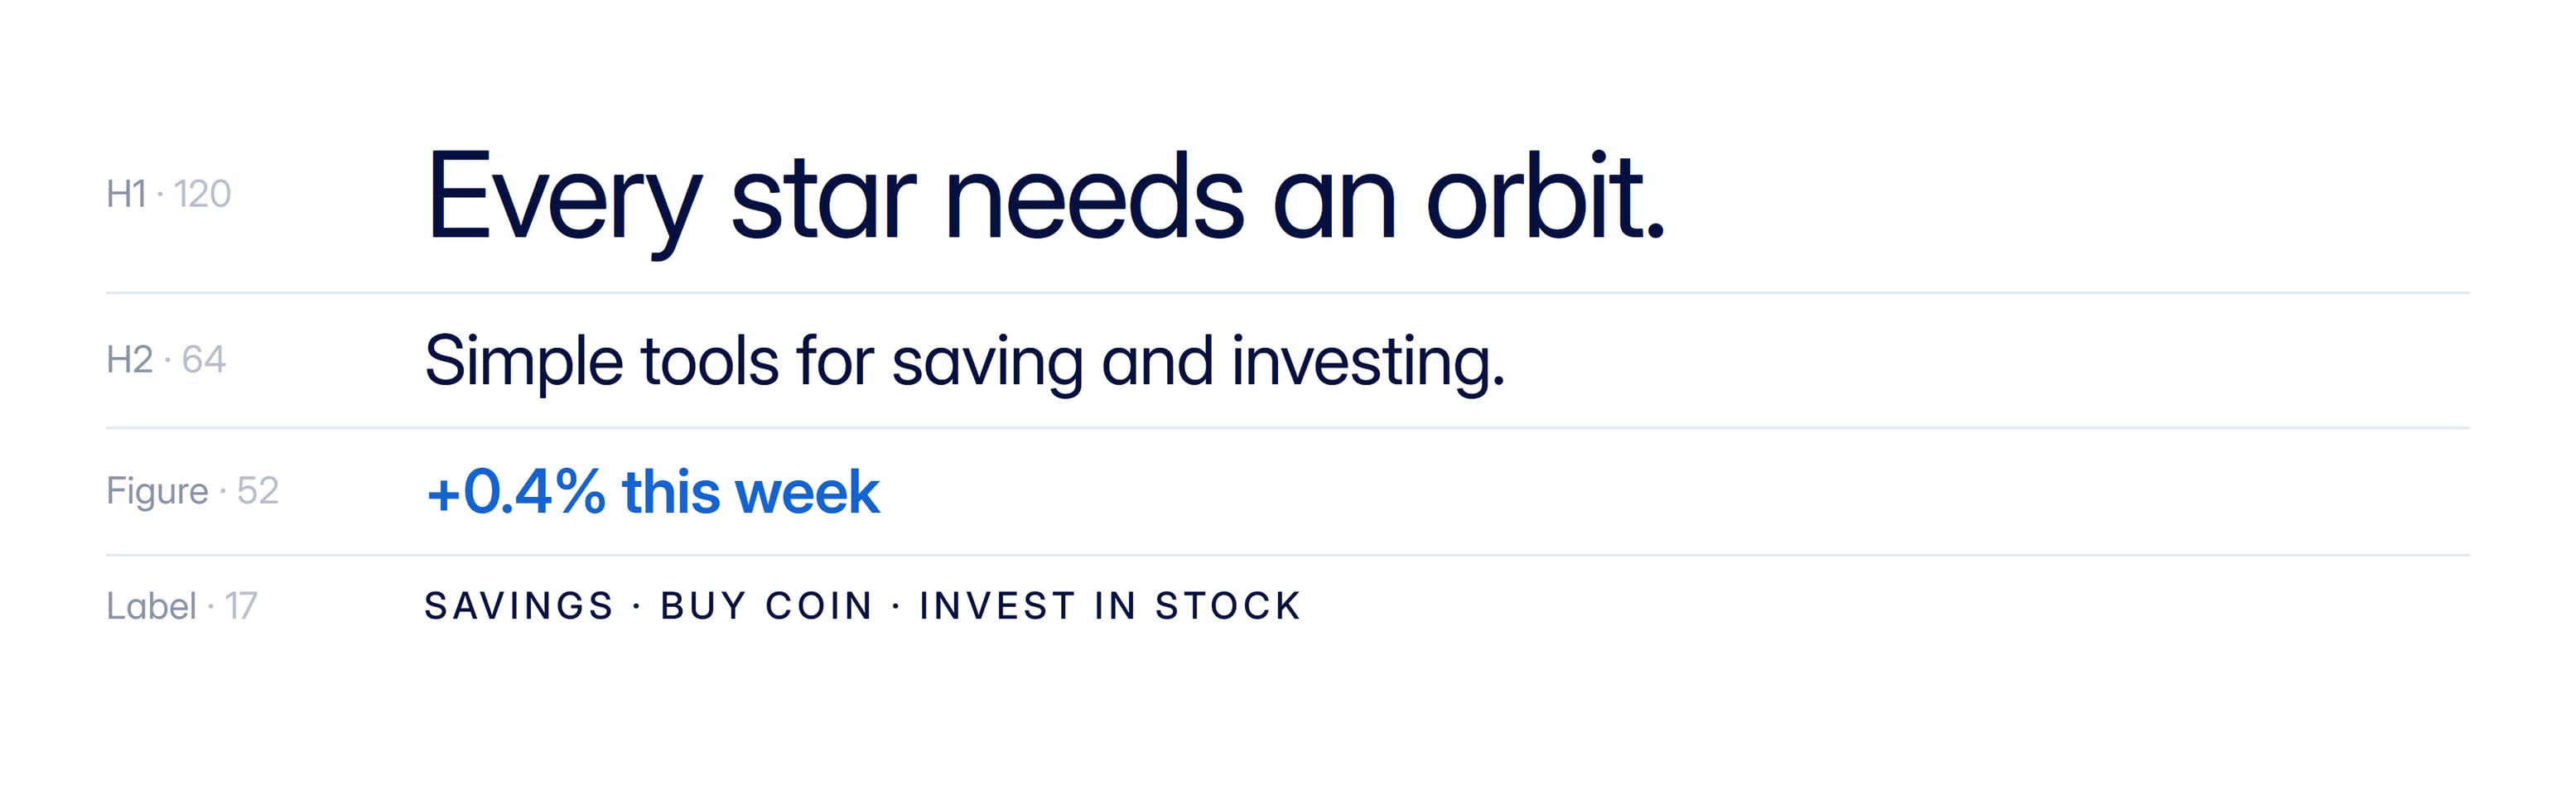 H1 · 120 Every star needs an orbit.
H2 · 64 Simple tools for saving and investing.
Figure · 52 +0.4% this week
Label · 17 SAVINGS · BUY COIN · INVEST IN STOCK